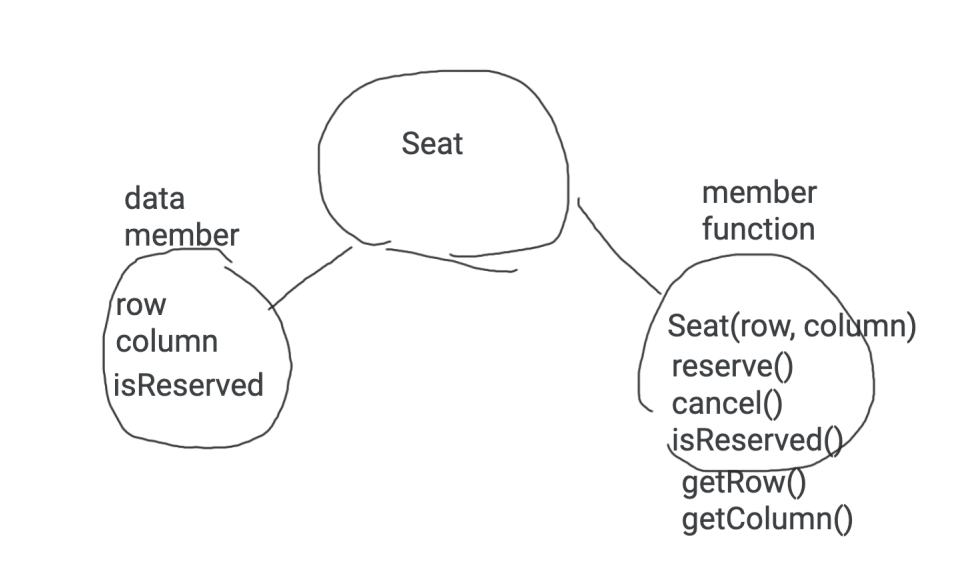 Seat
data
member
row
column
isReserved
member
function
Seat(row, column)
reserve()
cancel()
isReserved()
getRow()
getColumn()